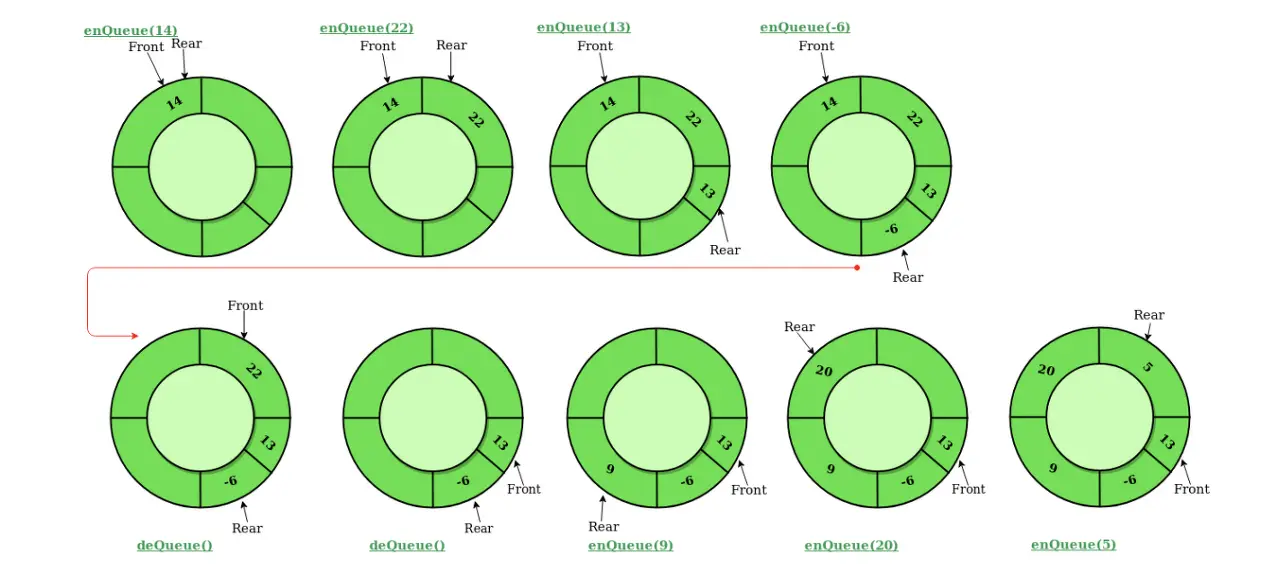 enQueue(14)
Front
Rear
14
enQueue(22)
Front
Rear
14
22
enQueue(13)
Front
14
22
13
Rear
enQueue(-6)
Front
14
22
13
-6
Rear
Front
22
13
-6
Rear
deQueue()
13
-6
Front
Rear
deQueue()
13
9
-6
Front
Rear
enQueue(9)
Rear
20
13
9
-6
Front
enQueue(20)
Rear
20
5
13
9
-6
Front
enQueue(5)